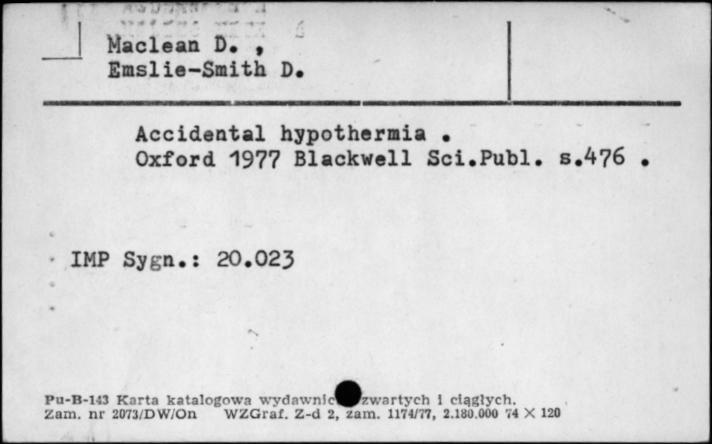 Maclean D. ,
Emslie-Smith D.
Accidental hypothermia .
Oxford 1977 Blackwell Sci.Publ. s.476 .
IMP Sygn.: 20.023
Pu-B-143 Karta katalogowa wydawnic zwartych i ciągłych.
Zam. nr 2073/DW/On WZGraf. Z-d 2, zam. 1174/77, 2.180.000 74 X 120